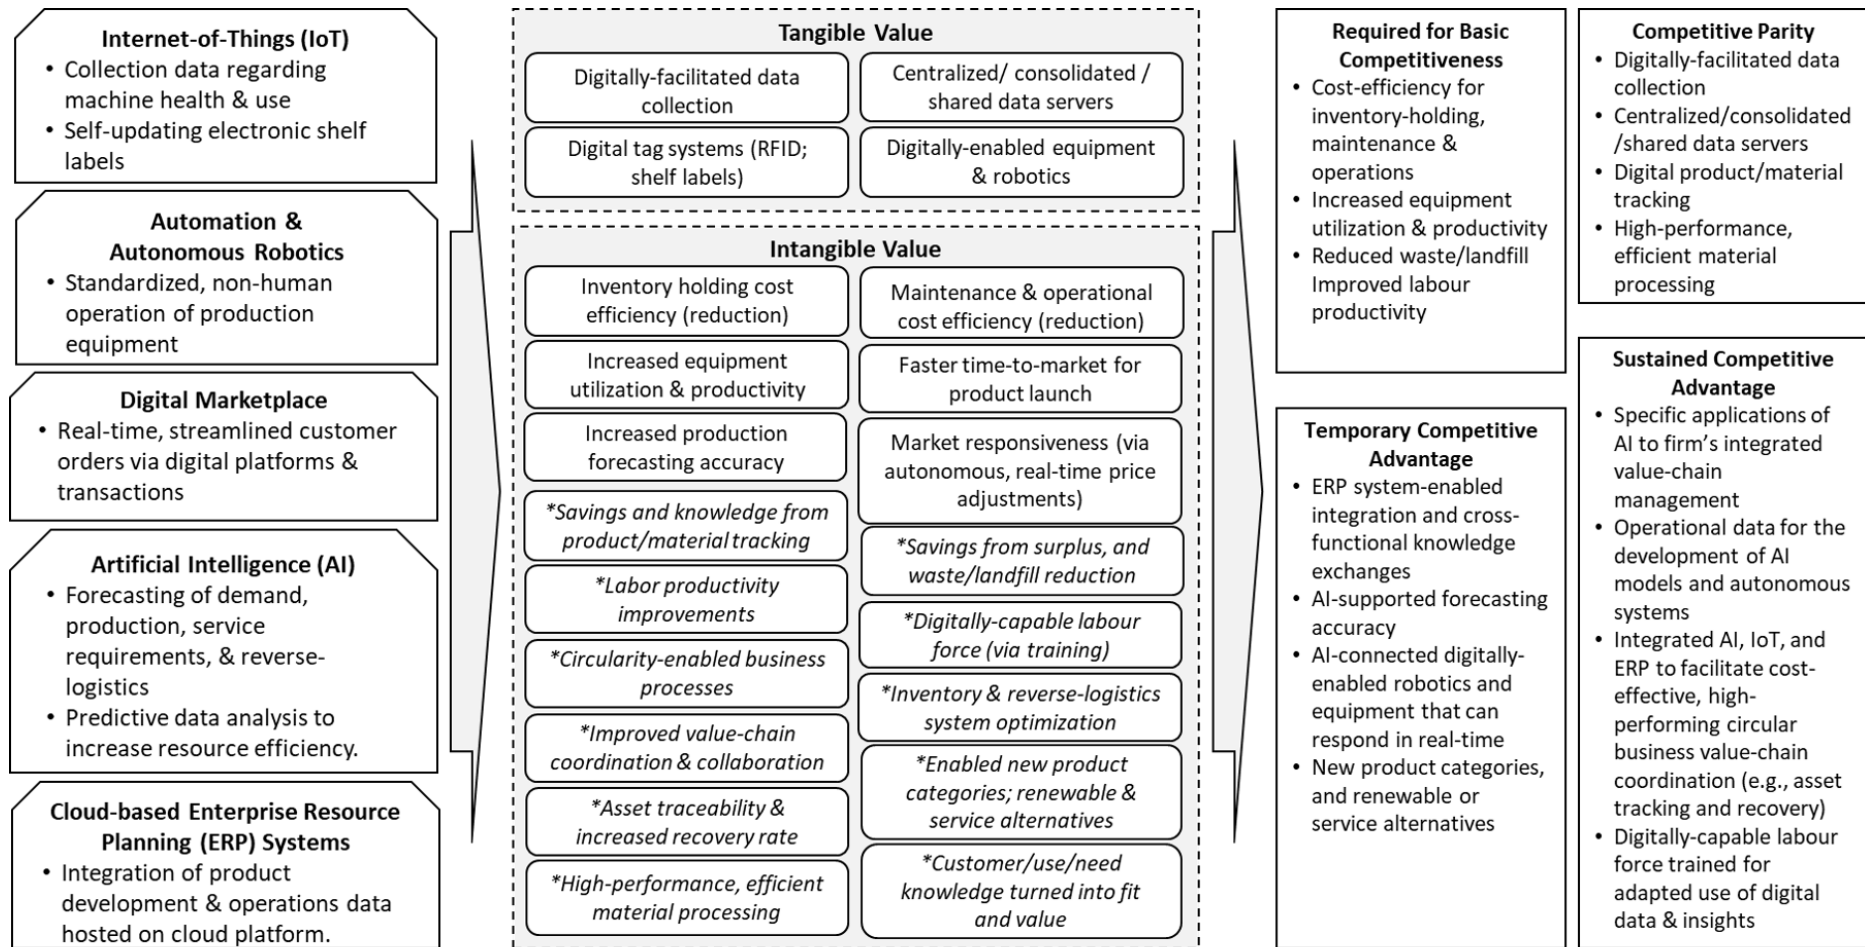 Internet-of-Things (IoT)
• Collection data regarding
machine health & use
• Self-updating electronic shelf
labels
Automation &
Autonomous Robotics
• Standardized, non-human
operation of production
equipment
Digital Marketplace
• Real-time, streamlined customer
orders via digital platforms &
transactions
Artificial Intelligence (AI)
• Forecasting of demand,
production, service
requirements, & reverse-
logistics
• Predictive data analysis to
increase resource efficiency.
Cloud-based Enterprise Resource
Planning (ERP) Systems
• Integration of product
development & operations data
hosted on cloud platform.
Tangible Value
Digitally-facilitated data
collection
Centralized/ consolidated /
shared data servers
Digital tag systems (RFID;
shelf labels)
Digitally-enabled equipment
& robotics
Intangible Value
Inventory holding cost
efficiency (reduction)
Maintenance & operational
cost efficiency (reduction)
Increased equipment
utilization & productivity
Faster time-to-market for
product launch
Increased production
forecasting accuracy
Market responsiveness (via
autonomous, real-time price
adjustments)
*Savings and knowledge from
product/material tracking
*Savings from surplus, and
waste/landfill reduction
*Labor productivity
improvements
*Digitally-capable labour
force (via training)
*Circularity-enabled business
processes
*Inventory & reverse-logistics
system optimization
*Improved value-chain
coordination & collaboration
*Enabled new product
categories; renewable &
service alternatives
*Asset traceability &
increased recovery rate
*Customer/use/need
knowledge turned into fit
and value
*High-performance, efficient
material processing
Required for Basic
Competitiveness
• Cost-efficiency for
inventory-holding,
maintenance &
operations
• Increased equipment
utilization & productivity
• Reduced waste/landfill
Improved labour
productivity
Temporary Competitive
Advantage
• ERP system-enabled
integration and cross-
functional knowledge
exchanges
• AI-supported forecasting
accuracy
• AI-connected digitally-
enabled robotics and
equipment that can
respond in real-time
• New product categories,
and renewable or
service alternatives
Competitive Parity
• Digitally-facilitated data
collection
• Centralized/consolidated
/shared data servers
• Digital product/material
tracking
• High-performance,
efficient material
processing
Sustained Competitive
Advantage
• Specific applications of
AI to firm's integrated
value-chain
management
• Operational data for the
development of AI
models and autonomous
systems
• Integrated AI, IoT, and
ERP to facilitate cost-
effective, high-
performing circular
business value-chain
coordination (e.g., asset
tracking and recovery)
• Digitally-capable labour
force trained for
adapted use of digital
data & insights